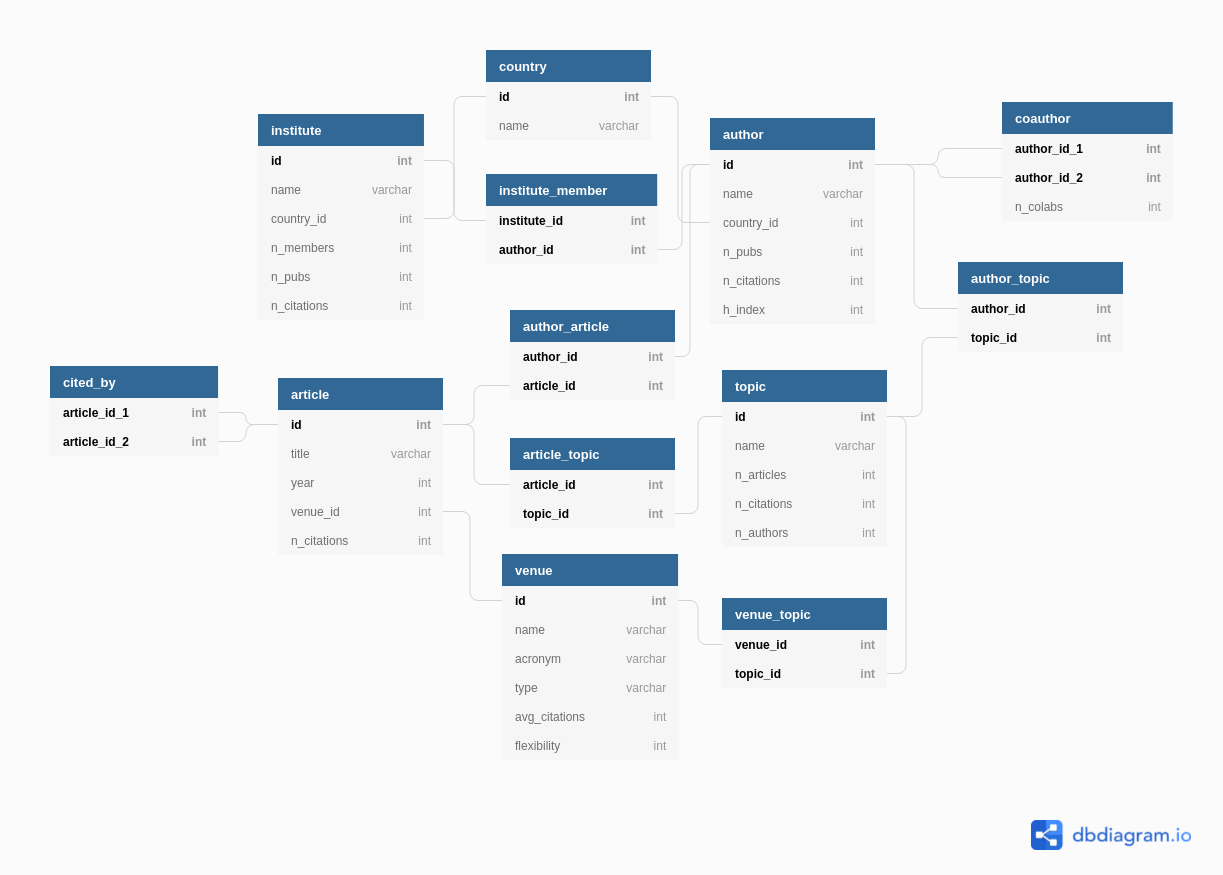 country
id int
name varchar
institute
id int
name varchar
country_id int
n_members int
n_pubs int
n_citations int
institute_member
institute_id int
author_id int
author
id int
name varchar
country_id int
n_pubs int
n_citations int
h_index int
coauthor
author_id_1 int
author_id_2 int
n_colabs int
author_topic
author_id int
topic_id int
author_article
author_id int
article_id int
cited_by
article_id_1 int
article_id_2 int
article
id int
title varchar
year int
venue_id int
n_citations int
article_topic
article_id int
topic_id int
topic
id int
name varchar
n_articles int
n_citations int
n_authors int
venue
id int
name varchar
acronym varchar
type varchar
avg_citations int
flexibility int
venue_topic
venue_id int
topic_id int
dbdiagram.io